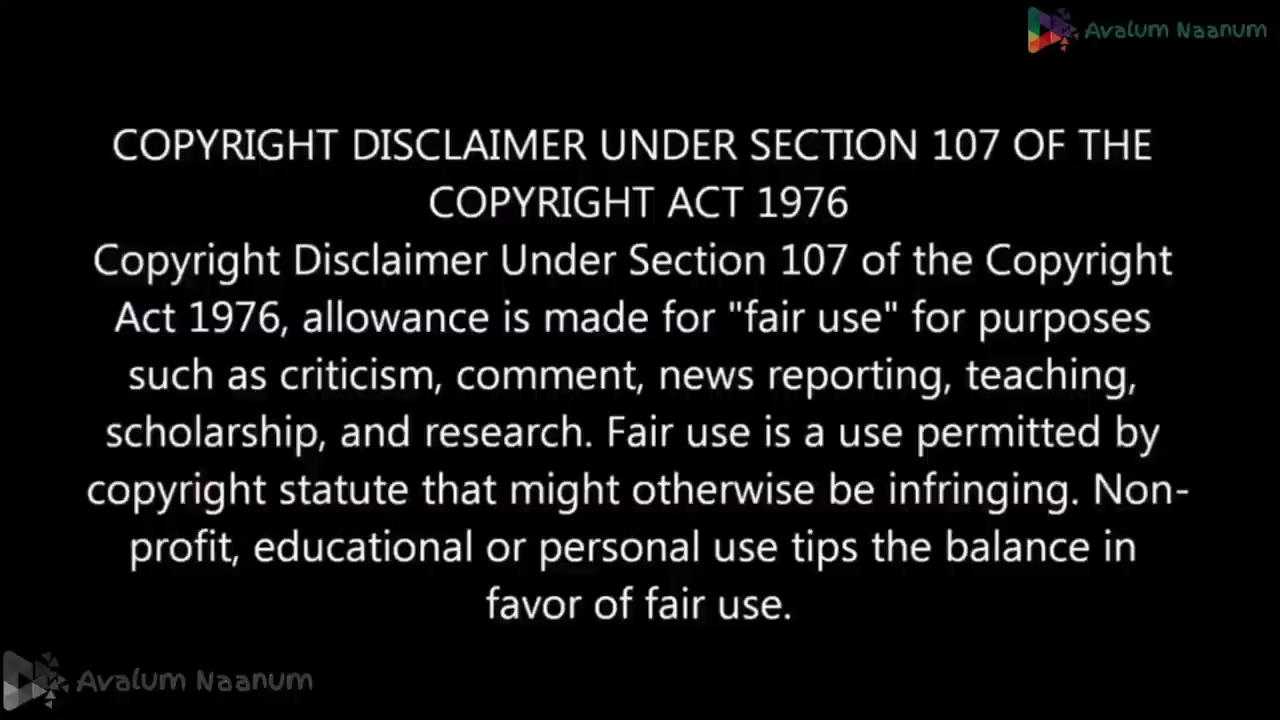 Avalum Naanum
COPYRIGHT DISCLAIMER UNDER SECTION 107 OF THE
COPYRIGHT ACT 1976
Copyright Disclaimer Under Section 107 of the Copyright
Act 1976, allowance is made for "fair use" for purposes
such as criticism, comment, news reporting, teaching,
scholarship, and research. Fair use is a use permitted by
copyright statute that might otherwise be infringing. Non-
profit, educational or personal use tips the balance in
favor of fair use.
Avalum Naanum